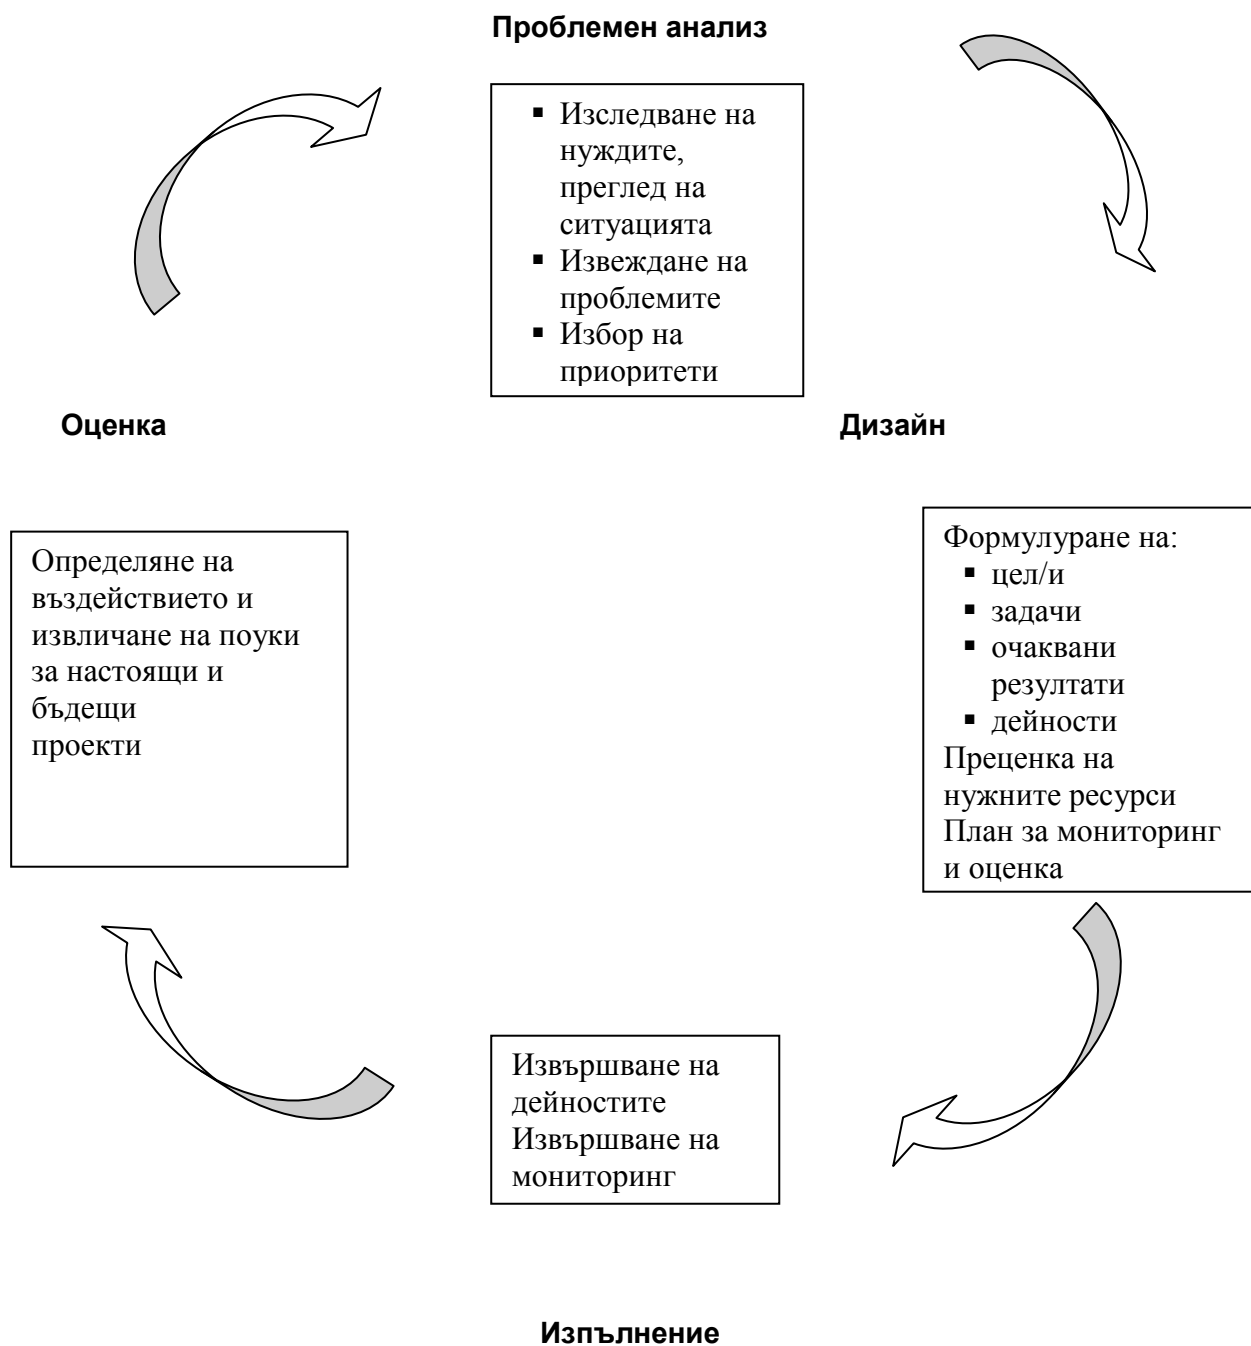 Проблемен анализ
▪ Изследване на
нуждите,
преглед на
ситуацията
▪ Извеждане на
проблемите
▪ Избор на
приоритети
Оценка
Дизайн
Определяне на
въздействието и
извличане на поуки
за настоящи и
бъдещи
проекти
Формулуране на:
▪ цел/и
▪ задачи
▪ очаквани
резултати
▪ дейности
Преценка на
нужните ресурси
План за мониторинг
и оценка
Извършване на
дейностите
Извършване на
мониторинг
Изпълнение